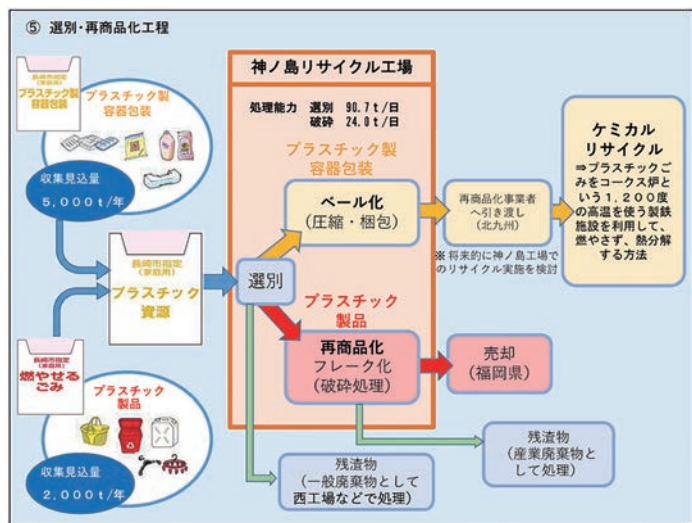 ⑤ 選別・再商品化工程
長崎市指定
(家庭用)
プラスチック製
容器包装
プラスチック製
容器包装
収集見込量
5,000t/年
長崎市指定
(家庭用)
プラスチック
資源
長崎市指定
(家庭用)
燃やせる
ごみ
プラスチック
製品
収集見込量
2,000t/年
神ノ島リサイクル工場
処理能力 選別 90.7t/日
破砕 24.0t/日
プラスチック製
容器包装
ベール化
(圧縮・梱包)
選別
プラスチック
製品
再商品化
フレーク化
(破砕処理)
再商品化事業者
へ引き渡し
(北九州)
※将来的に神ノ島工場で
のリサイクル実施を検討
ケミカル
リサイクル
⇒プラスチックご
みをコークス炉と
いう1,200度
の高温を使う製鉄
施設を利用して、
燃やさず、熱分解
する方法
売却
(福岡県)
残渣物
(産業廃棄物と
して処理)
残渣物
(一般廃棄物として
西工場などで処理)